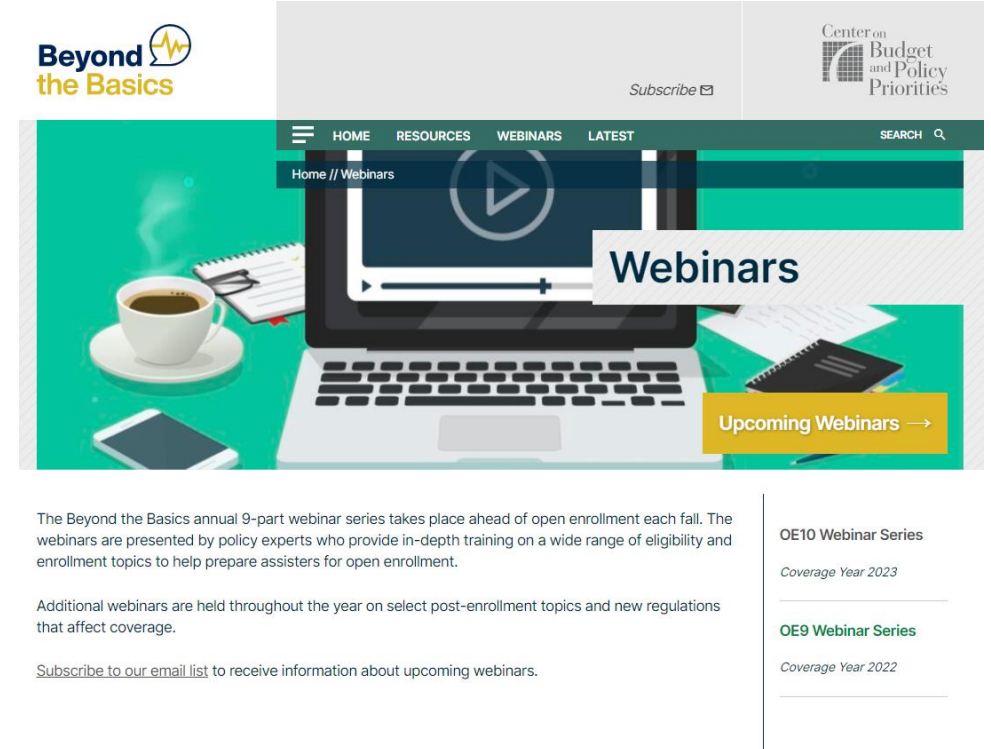 Beyond
the Basics
Subscribe
Center on
Budget
and Policy
Priorities
HOME RESOURCES WEBINARS LATEST SEARCH
Home // Webinars
Webinars
Upcoming Webinars →
The Beyond the Basics annual 9-part webinar series takes place ahead of open enrollment each fall. The
webinars are presented by policy experts who provide in-depth training on a wide range of eligibility and
enrollment topics to help prepare assisters for open enrollment.
Additional webinars are held throughout the year on select post-enrollment topics and new regulations
that affect coverage.
Subscribe to our email list to receive information about upcoming webinars.
OE10 Webinar Series
Coverage Year 2023
OE9 Webinar Series
Coverage Year 2022